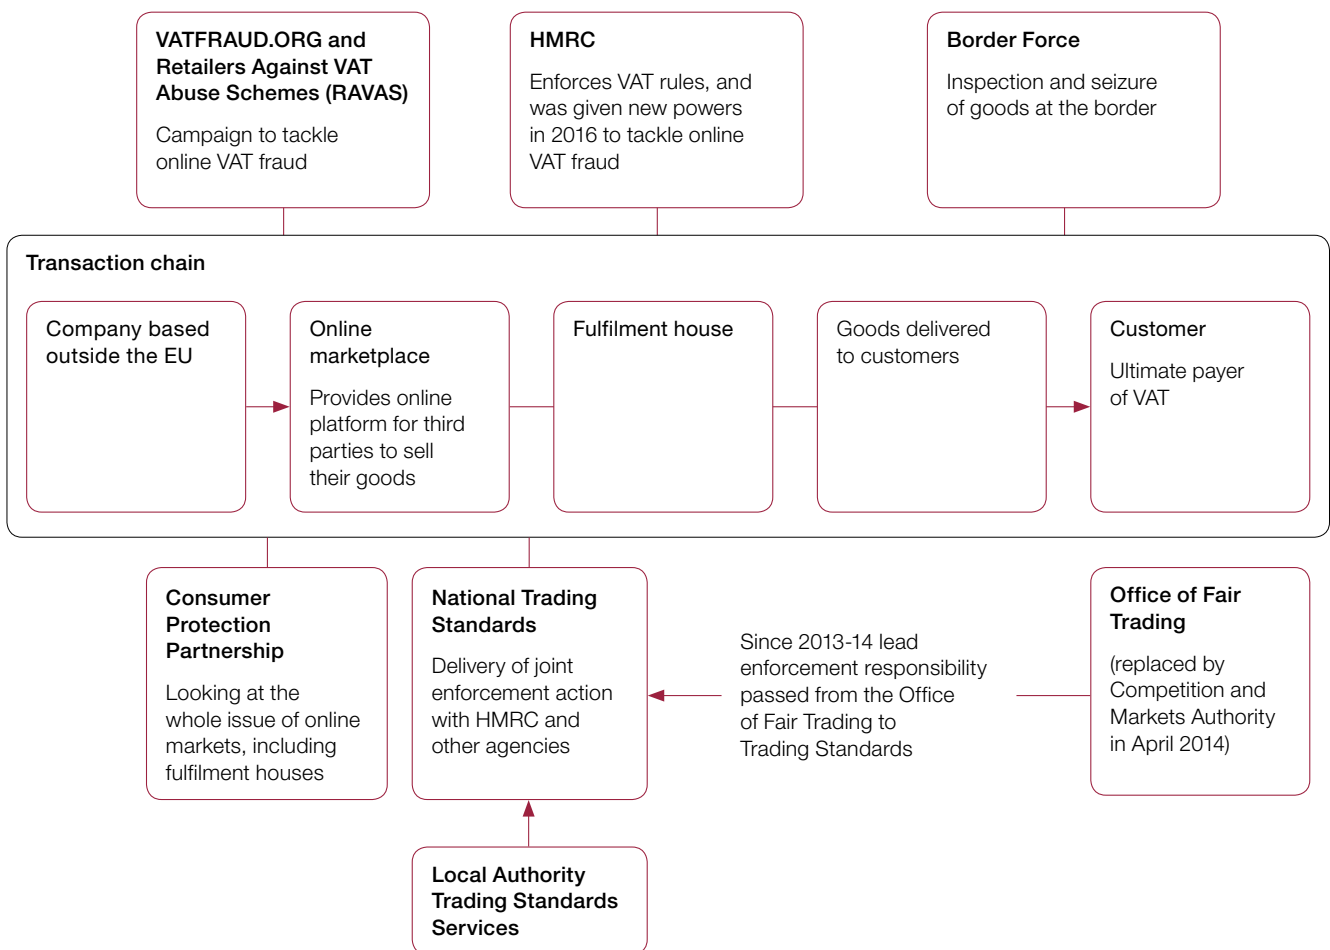 VATFRAUD.ORG and
Retailers Against VAT
Abuse Schemes (RAVAS)
Campaign to tackle
online VAT fraud
HMRC
Enforces VAT rules, and
was given new powers
in 2016 to tackle online
VAT fraud
Border Force
Inspection and seizure
of goods at the border
Transaction chain
Company based
outside the EU
Online
marketplace
Provides online
platform for third
parties to sell
their goods
Fulfilment house
Goods delivered
to customers
Customer
Ultimate payer
of VAT
Consumer
Protection
Partnership
Looking at the
whole issue of online
markets, including
fulfilment houses
National Trading
Standards
Delivery of joint
enforcement action
with HMRC and
other agencies
Since 2013-14 lead
enforcement responsibility
passed from the Office
of Fair Trading to
Trading Standards
Office of Fair
Trading
(replaced by
Competition and
Markets Authority
in April 2014)
Local Authority
Trading Standards
Services